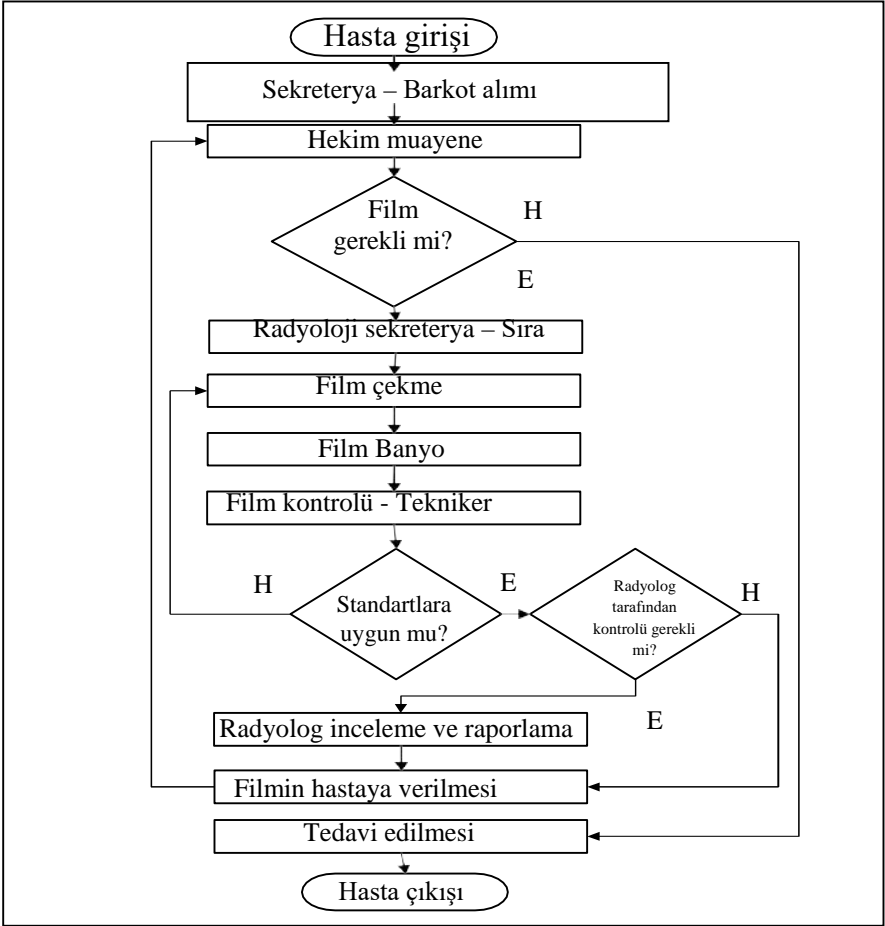 Hasta girişi
Sekreterya – Barkot alımı
Hekim muayene
Film
gerekli mi?
H
E
Radyoloji sekreterya – Sıra
Film çekme
Film Banyo
Film kontrolü - Tekniker
H
Standartlara
uygun mu?
E
Radyolog
tarafından
kontrolü gerekli
mi?
H
E
Radyolog inceleme ve raporlama
Filmin hastaya verilmesi
Tedavi edilmesi
Hasta çıkışı